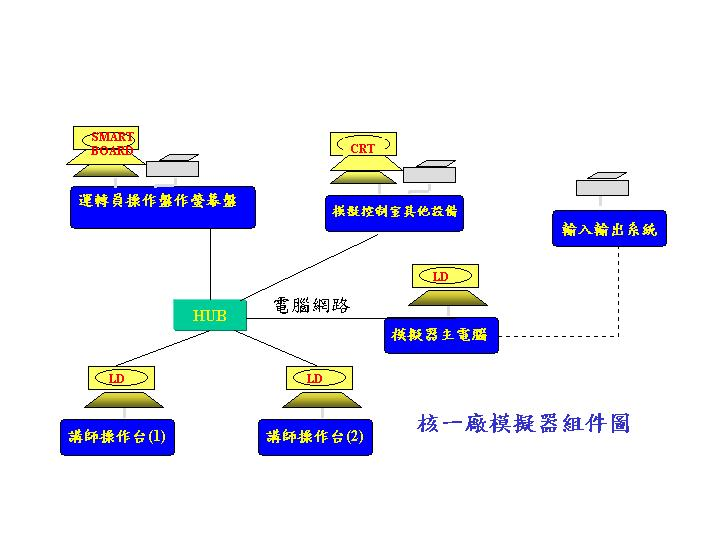 SMART
BOARD
CRT
運轉員操作盤作螢幕盤
模擬控制室其他設備
輸入輸出系統
LD
HUB
電腦網路
模擬器主電腦
LD
LD
講師操作台(1)
講師操作台(2)
核一廠模擬器組件圖